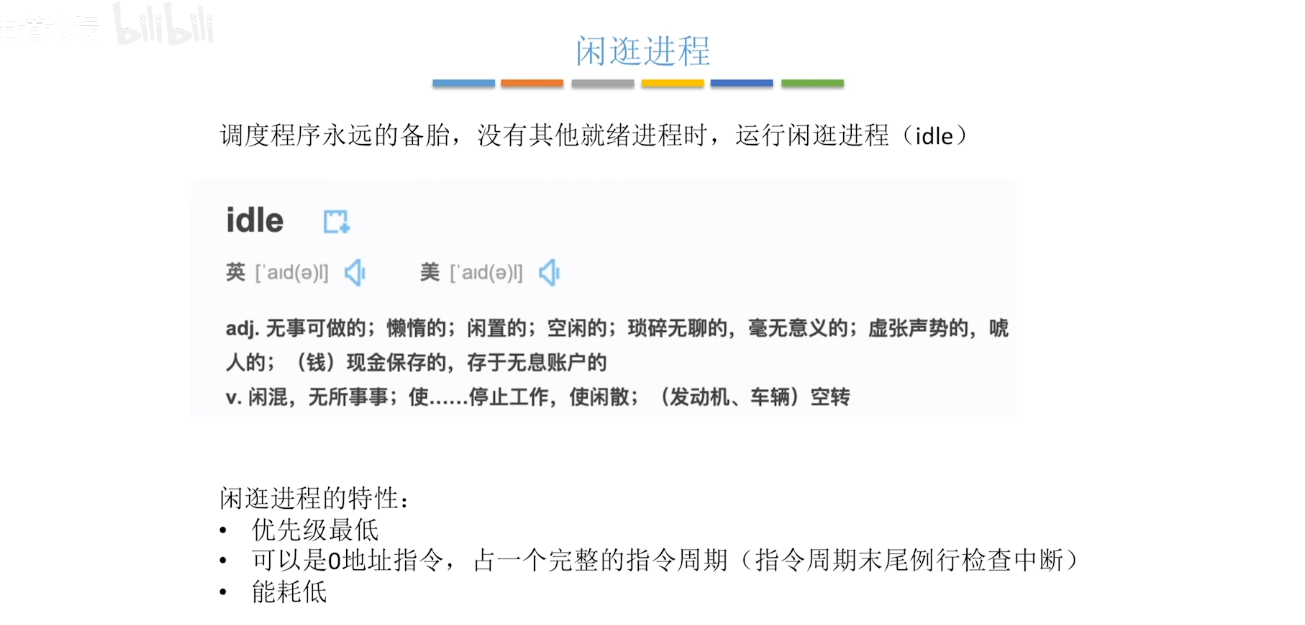 bilibili
闲逛进程
调度程序永远的备胎，没有其他就绪进程时，运行闲逛进程（idle）
idle
英 ['aɪd(ə)l] 美 ['aɪd(ə)l]
adj. 无事可做的；懒惰的；闲置的；空闲的；琐碎无聊的，毫无意义的；虚张声势的，唬
人的；（钱）现金保存的，存于无息账户的
v. 闲混，无所事事；使……停止工作，使闲散；（发动机、车辆）空转
闲逛进程的特性：
• 优先级最低
• 可以是0地址指令，占一个完整的指令周期（指令周期末尾例行检查中断）
• 能耗低